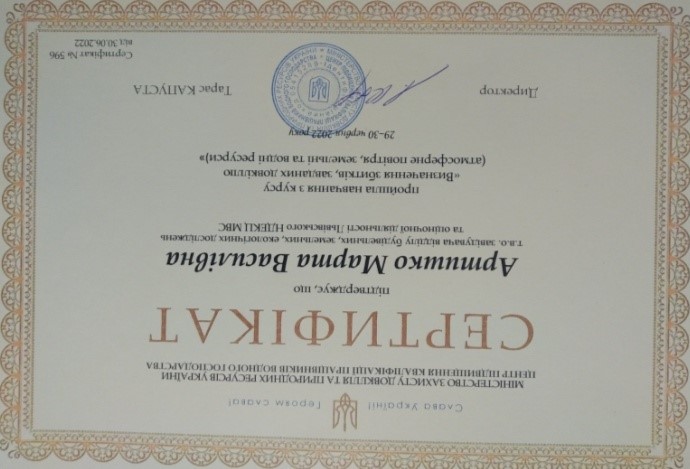 Слава Україні! Героям слава!
МІНІСТЕРСТВО ЗАХИСТУ ДОВКІЛЛЯ ТА ПРИРОДНИХ РЕСУРСІВ УКРАЇНИ
ЦЕНТР ПІДВИЩЕННЯ КВАЛІФІКАЦІЇ ПРАЦІВНИКІВ ВОДНОГО ГОСПОДАРСТВА
СЕРТИФІКАТ
підтверджує, що
Артишко Марта Василівна
т.в.о. завідувача відділу будівельних, земельних, екологічних досліджень
та оціночної діяльності Львівського НДЕКЦ МВС
пройшла навчання з курсу
«Визначення збитків, завданих довкіллю
(атмосферне повітря, земельні та водні ресурси)»
29-30 червня 2022 року
Директор Тарас КАПУСТА
Сертифікат № 596
від 30.06.2022